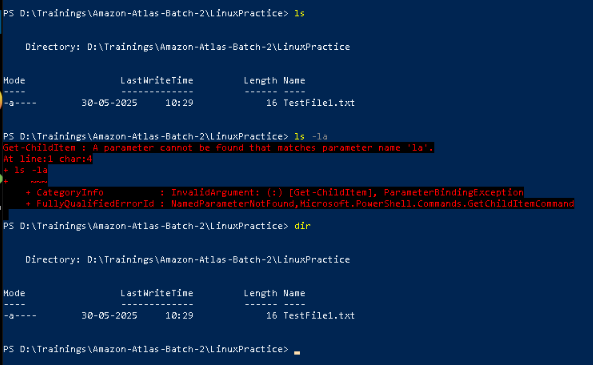 PS D:\Trainings\Amazon-Atlas-Batch-2\LinuxPractice> ls
Directory: D:\Trainings\Amazon-Atlas-Batch-2\LinuxPractice
Mode LastWriteTime Length Name
---- ------------- ------ ----
-a---- 30-05-2025 10:29 16 TestFile1.txt
PS D:\Trainings\Amazon-Atlas-Batch-2\LinuxPractice> ls -la
Get-ChildItem : A parameter cannot be found that matches parameter name 'la'.
At line:1 char:4
+ ls -la
+ ~~~
+ CategoryInfo : InvalidArgument: (:) [Get-ChildItem], ParameterBindingException
+ FullyQualifiedErrorId : NamedParameterNotFound,Microsoft.PowerShell.Commands.GetChildItemCommand
PS D:\Trainings\Amazon-Atlas-Batch-2\LinuxPractice> dir
Directory: D:\Trainings\Amazon-Atlas-Batch-2\LinuxPractice
Mode LastWriteTime Length Name
---- ------------- ------ ----
-a---- 30-05-2025 10:29 16 TestFile1.txt
PS D:\Trainings\Amazon-Atlas-Batch-2\LinuxPractice>